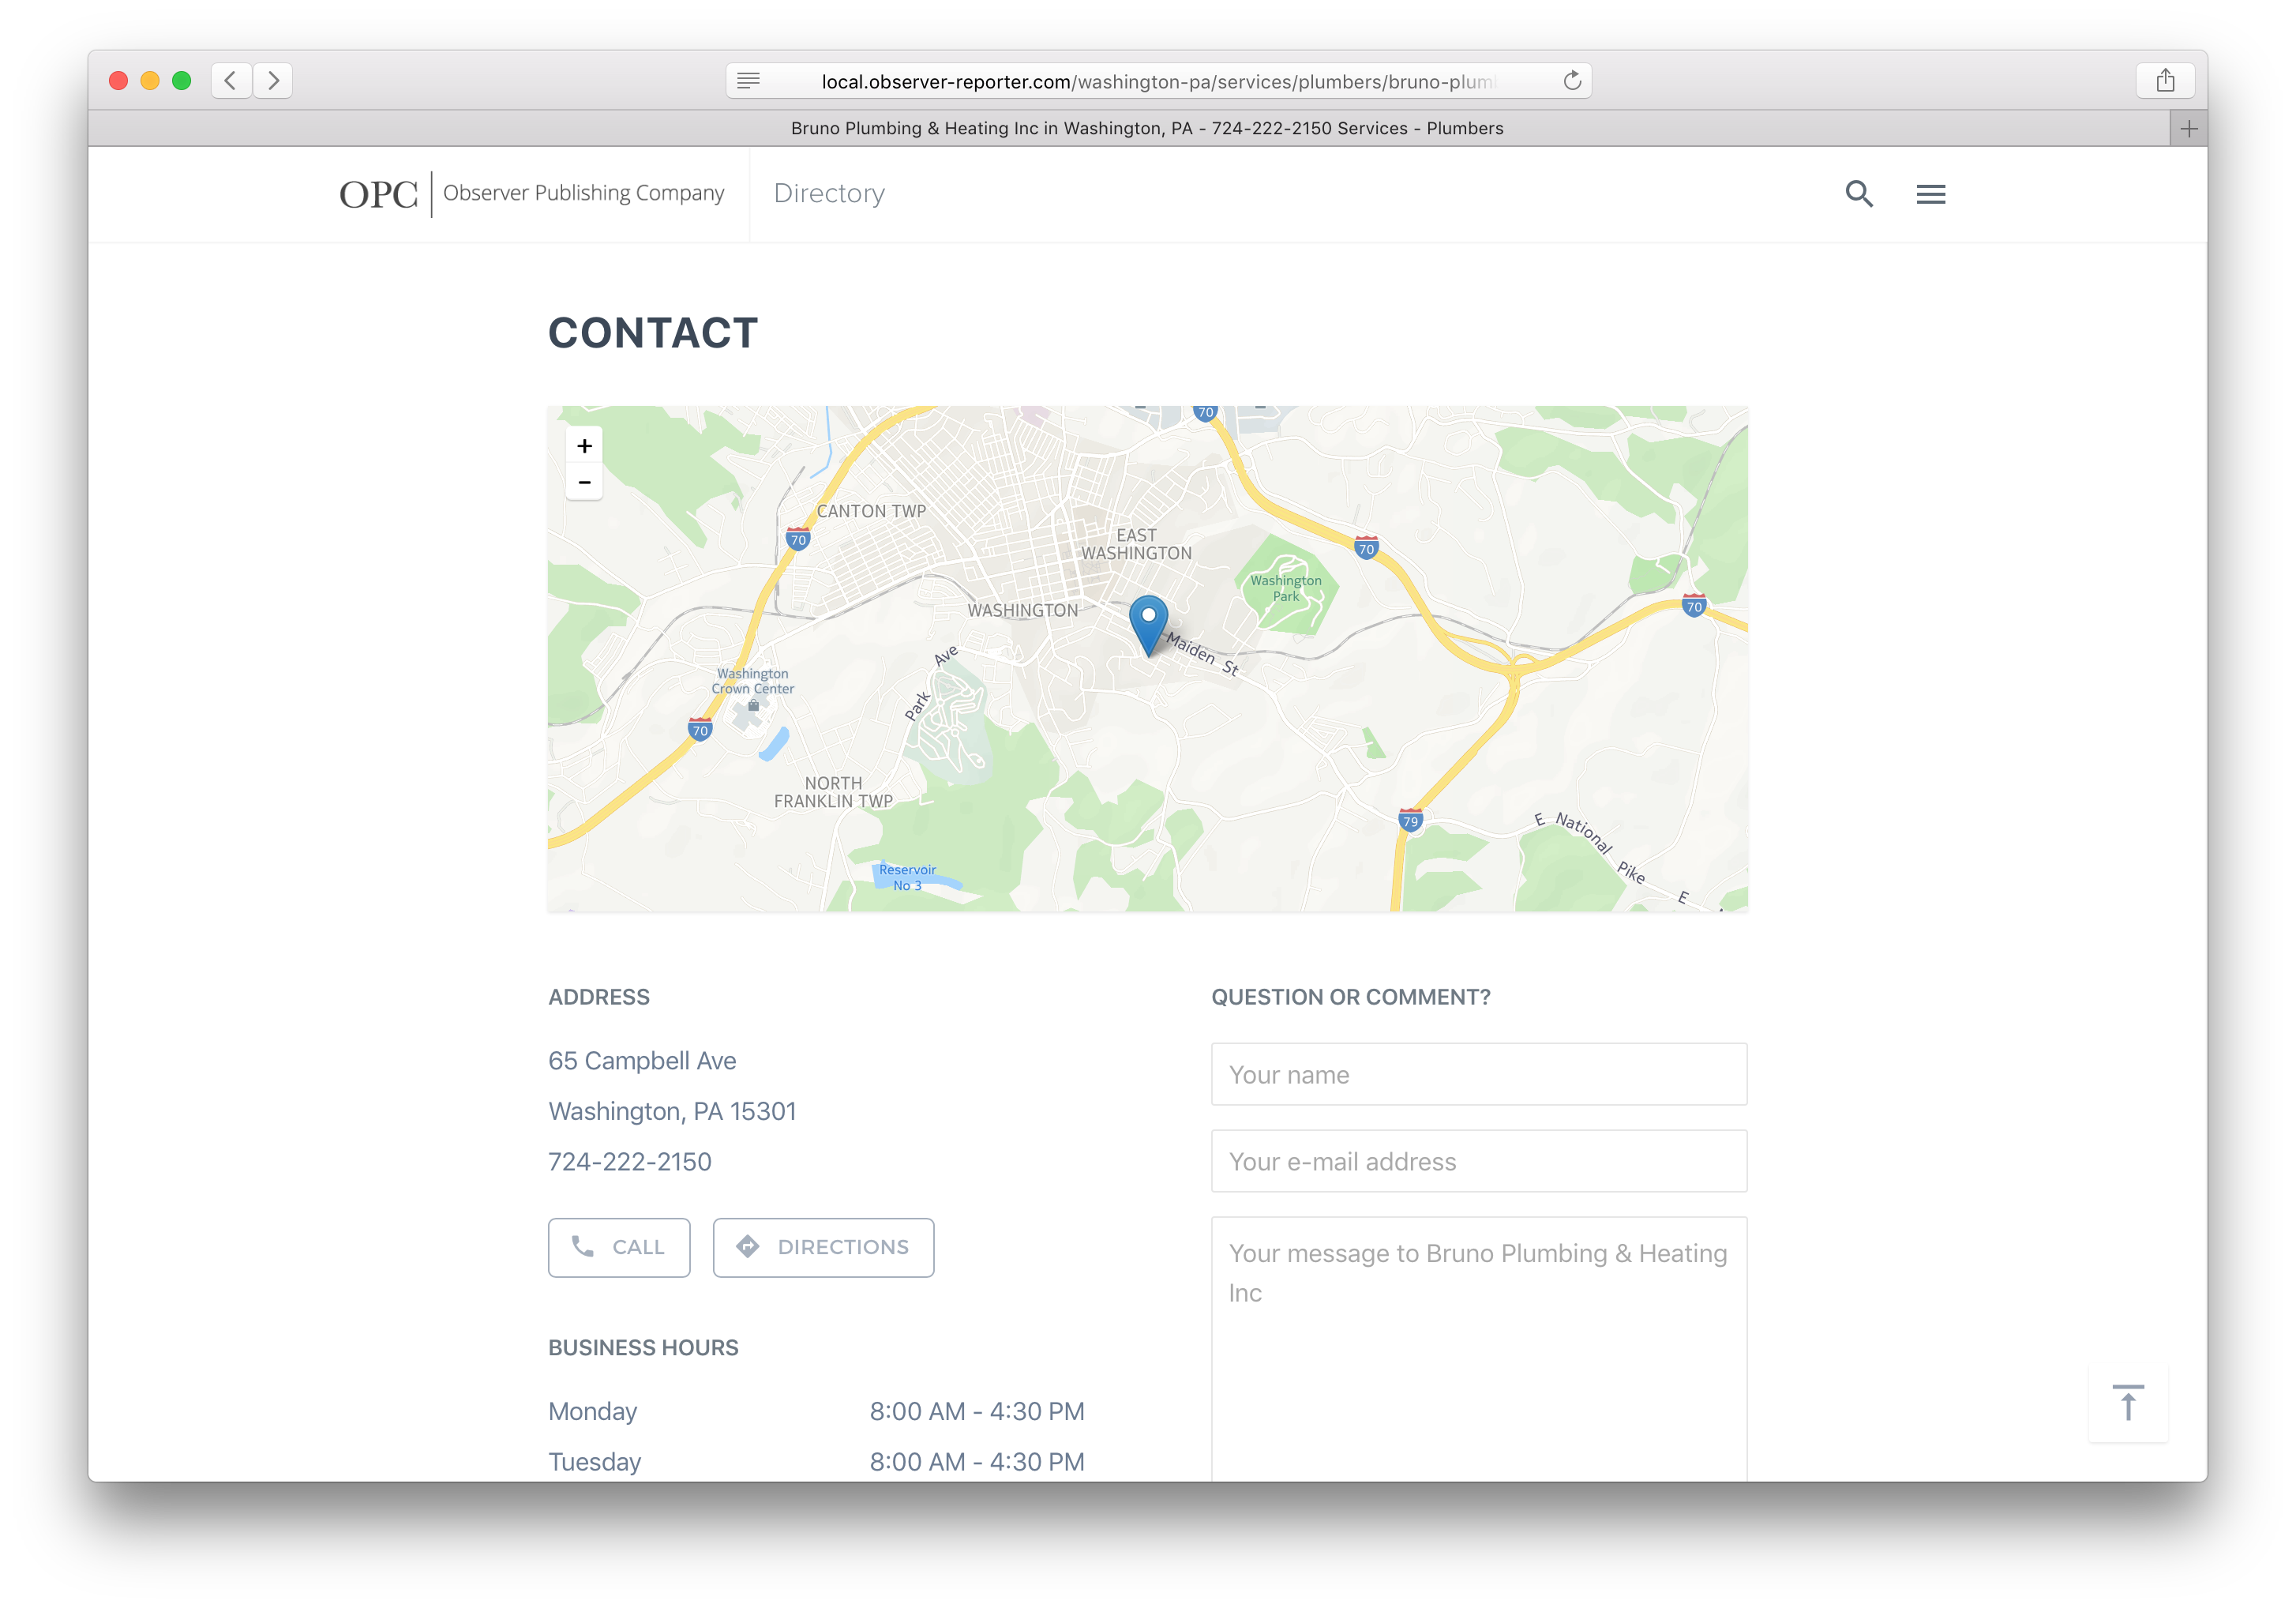 local.observer-reporter.com/washington-pa/services/plumbers/bruno-plum
Bruno Plumbing & Heating Inc in Washington, PA - 724-222-2150 Services - Plumbers
OPC | Observer Publishing Company
Directory
CONTACT
+
−
70
CANTON TWP
70
EAST
WASHINGTON
70
Washington
Park
70
WASHINGTON
Maiden St
Park Ave
Washington
Crown Center
70
NORTH
FRANKLIN TWP
79
E National Pike E
Reservoir
No 3
ADDRESS
65 Campbell Ave
Washington, PA 15301
724-222-2150
CALL
DIRECTIONS
BUSINESS HOURS
Monday 8:00 AM - 4:30 PM
Tuesday 8:00 AM - 4:30 PM
QUESTION OR COMMENT?
Your name
Your e-mail address
Your message to Bruno Plumbing & Heating
Inc